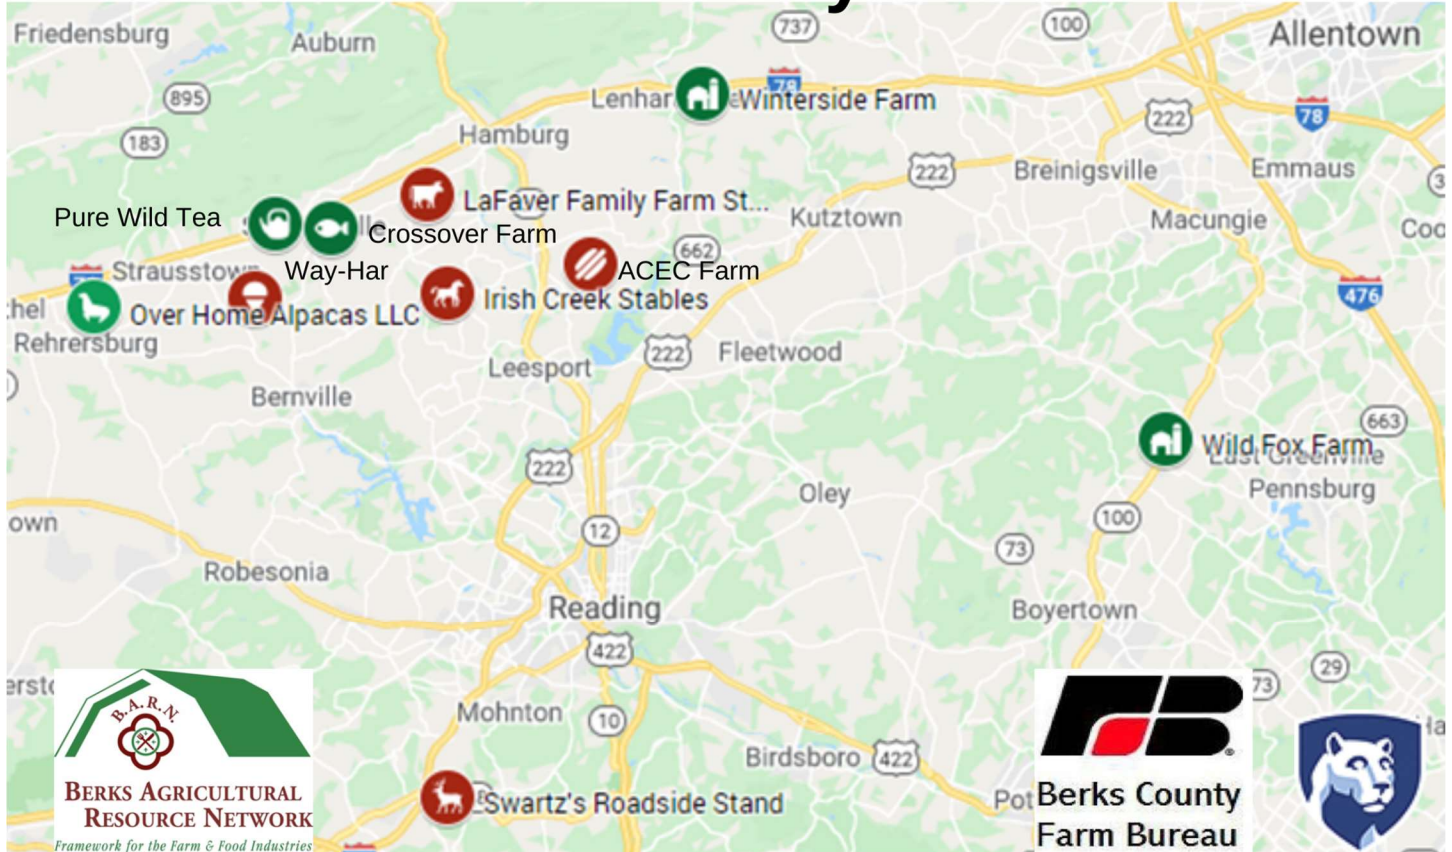 Friedensburg
Auburn
737
100
Allentown
895
78
Winterside Farm
183
Hamburg
222
78
222
Breinigsville
Emmaus
LaFaver Family Farm St...
Pure Wild Tea
Kutztown
Macungie
Crossover Farm
662
Strausstown
Way-Har
ACEC Farm
Irish Creek Stables
476
Over Home Alpacas LLC
Rehrersburg
222
Fleetwood
Leesport
Bernville
663
Wild Fox Farm
East Greenville
222
Oley
Pennsburg
100
12
73
Robesonia
Reading
Boyertown
422
29
73
B.A.R.N.
Mohnton
10
Birdsboro
422
BERKS AGRICULTURAL
RESOURCE NETWORK
Framework for the Farm & Food Industries
Swartz's Roadside Stand
FB
Berks County
Farm Bureau